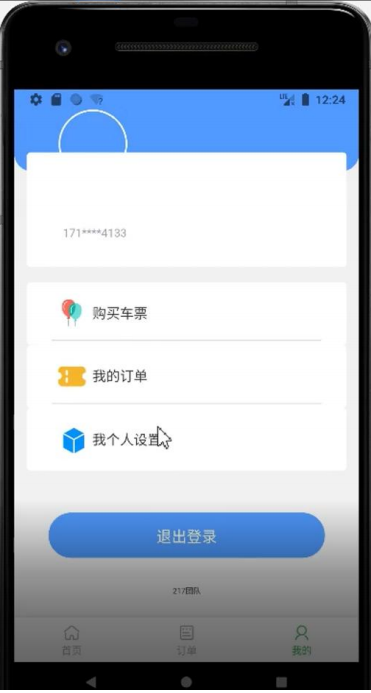 LTE 12:24
171****4133
购买车票
我的订单
我个人设置
退出登录
217团队
首页
订单
我的